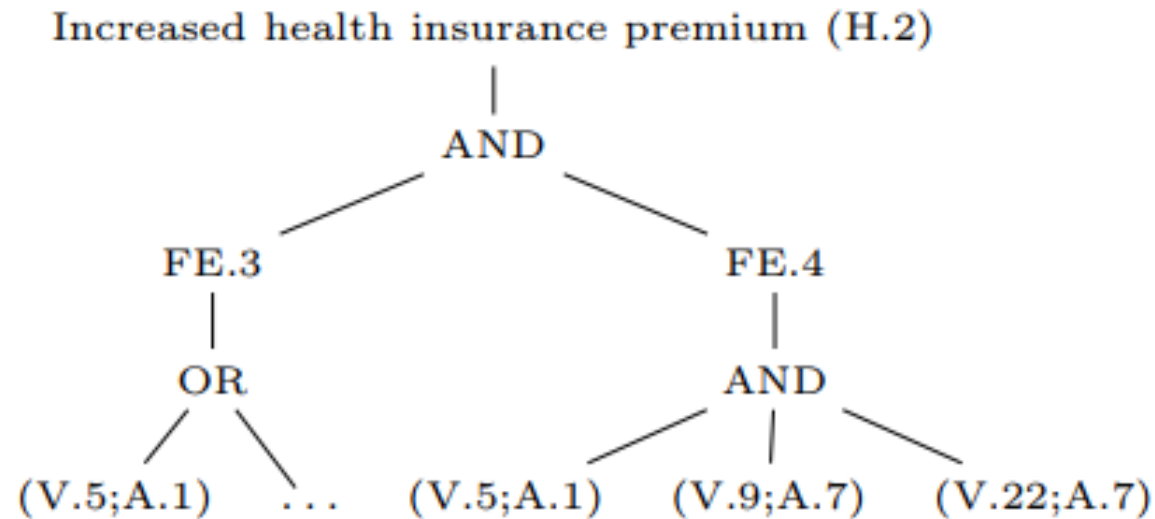 Increased health insurance premium (H.2)
AND
FE.3 FE.4
OR AND
(V.5;A.1) ... (V.5;A.1) (V.9;A.7) (V.22;A.7)